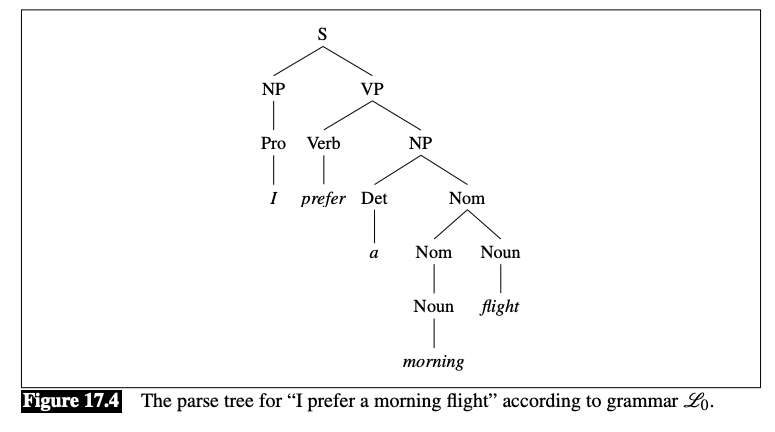 S
NP VP
Pro Verb NP
I prefer Det Nom
a Nom Noun
Noun flight
morning
Figure 17.4 The parse tree for “I prefer a morning flight” according to grammar ℒ0.